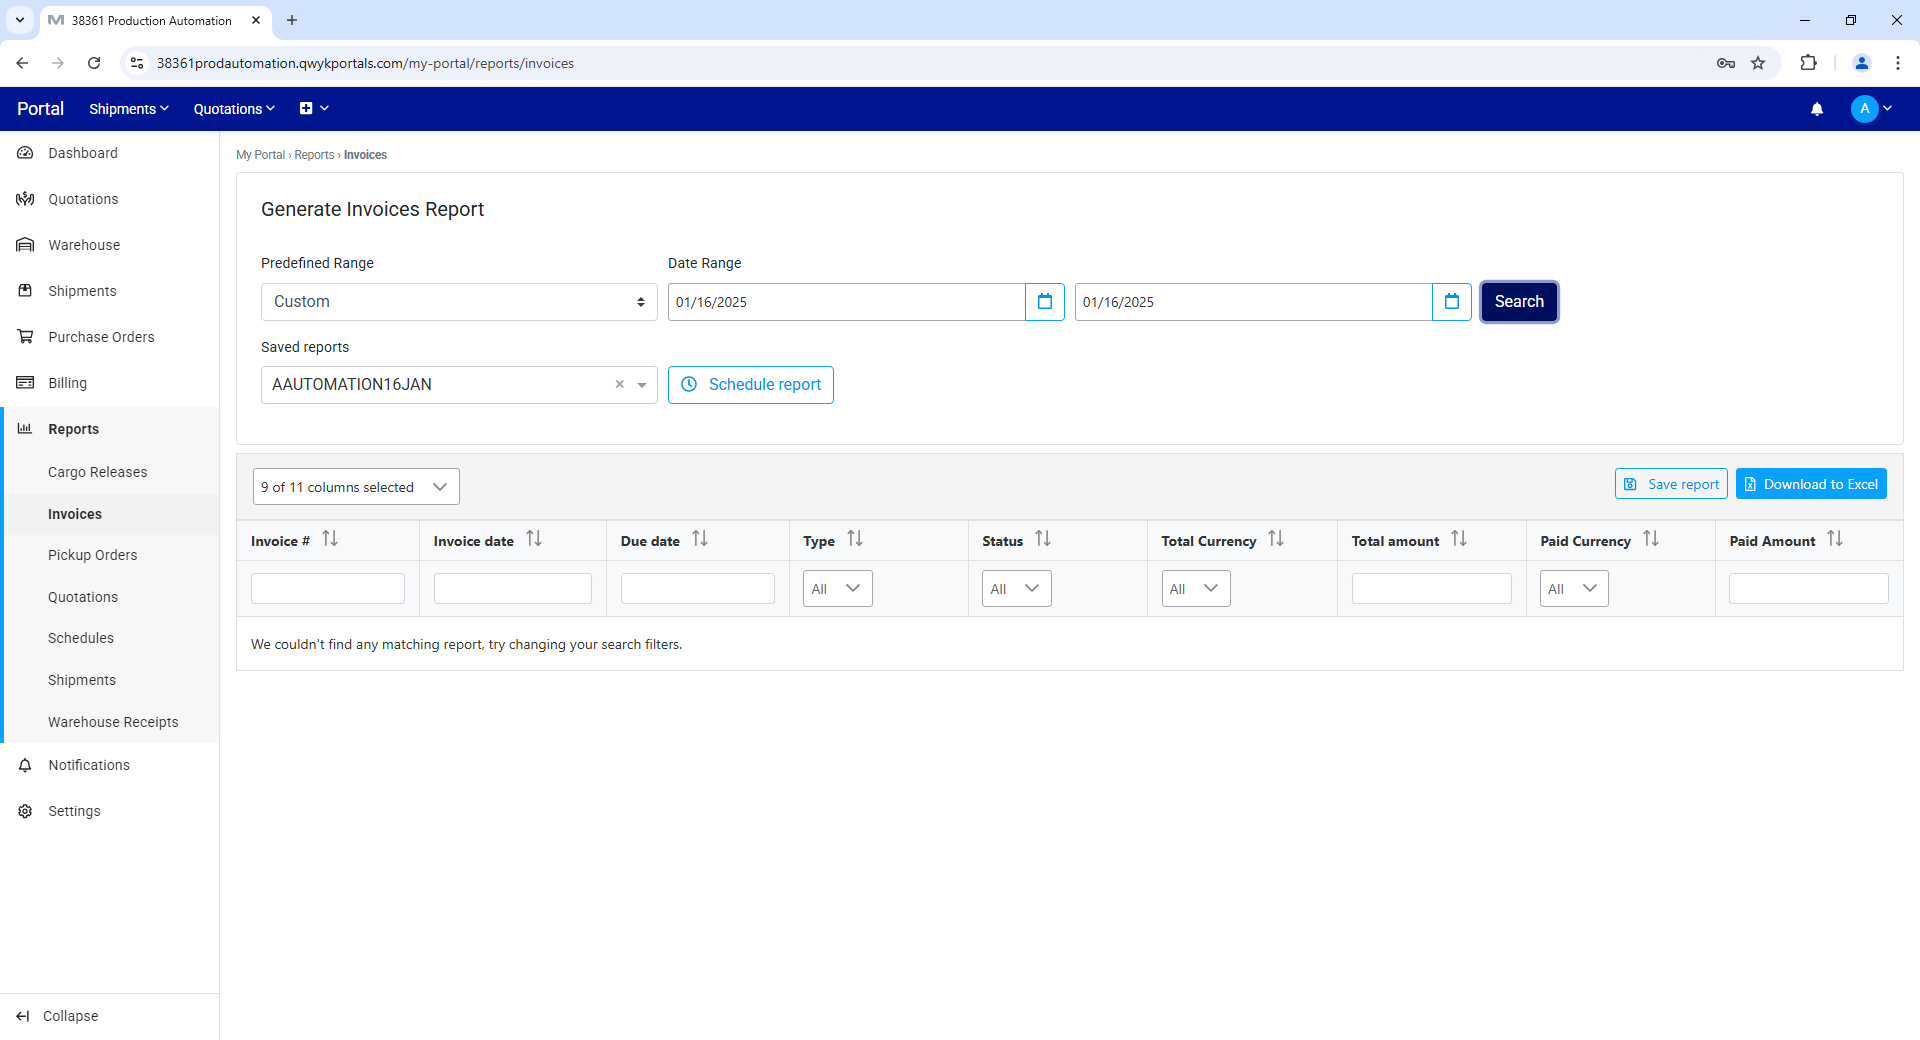 38361 Production Automation
38361prodautomation.qwykportals.com/my-portal/reports/invoices
Portal
Shipments
Quotations
A
Dashboard
Quotations
Warehouse
Shipments
Purchase Orders
Billing
Reports
Cargo Releases
Invoices
Pickup Orders
Quotations
Schedules
Shipments
Warehouse Receipts
Notifications
Settings
Collapse
My Portal › Reports › Invoices
Generate Invoices Report
Predefined Range
Date Range
Custom
01/16/2025
01/16/2025
Search
Saved reports
AAUTOMATION16JAN
Schedule report
9 of 11 columns selected
Save report
Download to Excel
Invoice #
Invoice date
Due date
Type
Status
Total Currency
Total amount
Paid Currency
Paid Amount
All
All
All
All
We couldn't find any matching report, try changing your search filters.